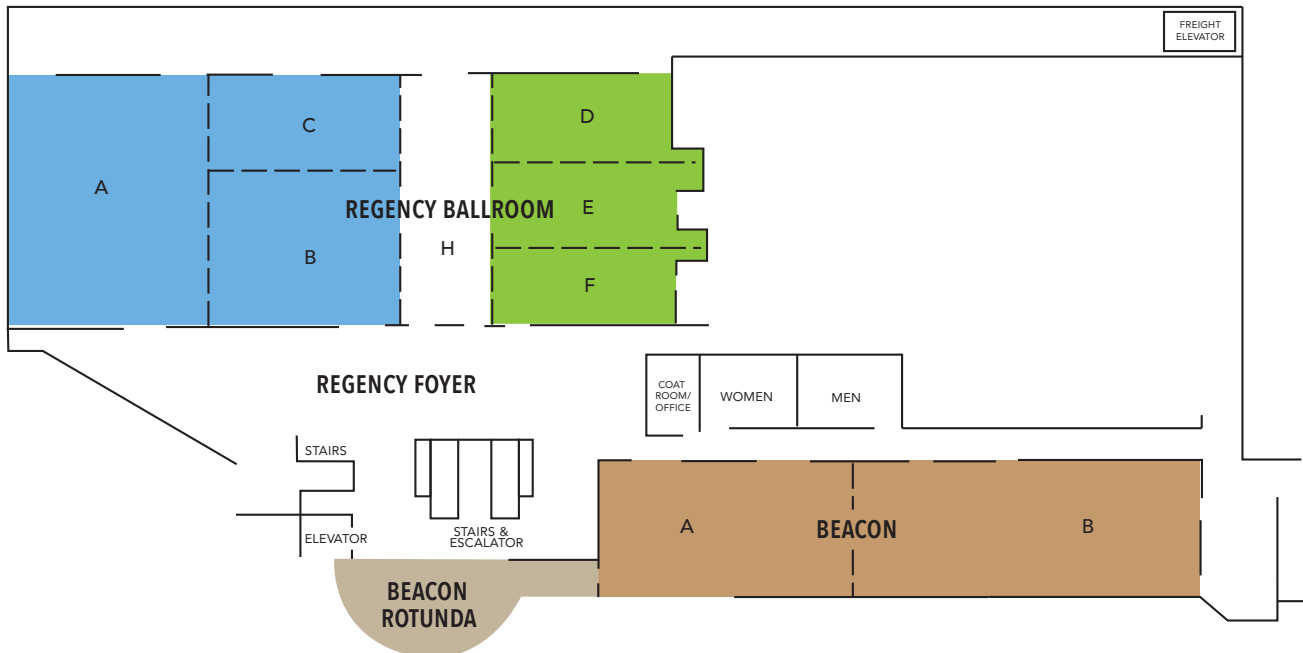 FREIGHT
ELEVATOR
C
D
A
REGENCY BALLROOM
E
H
B
F
REGENCY FOYER
COAT
ROOM/
OFFICE
WOMEN
MEN
STAIRS
STAIRS &
ESCALATOR
ELEVATOR
A
BEACON
B
BEACON
ROTUNDA